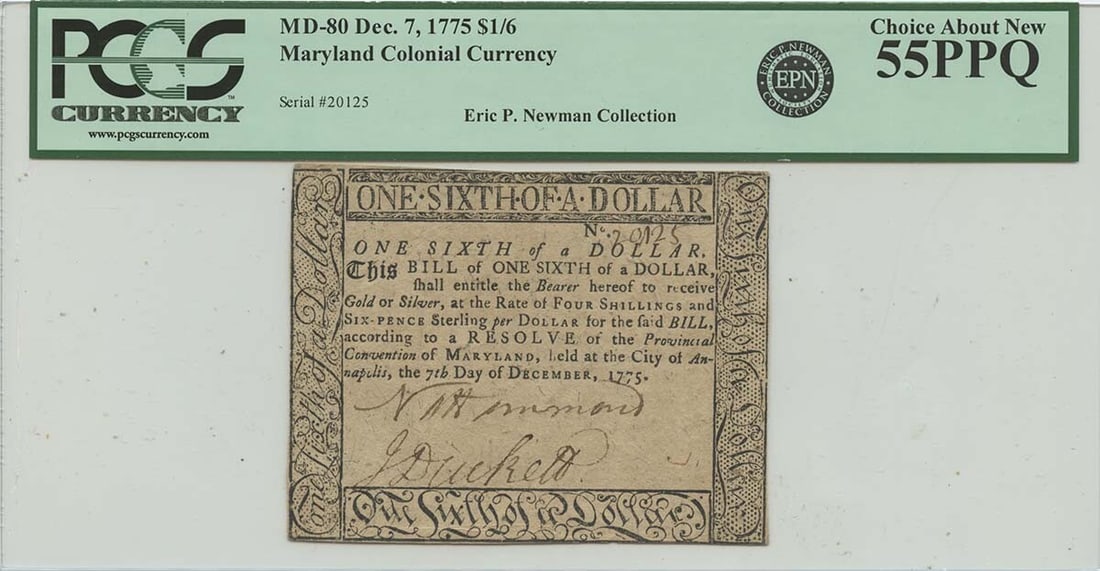 PCGS
CURRENCY
™
www.pcgscurrency.com
MD-80 Dec. 7, 1775 $1/6
Maryland Colonial Currency
Serial #20125
Eric P. Newman Collection
ERIC P. NEWMAN
EPN
COLLECTION
Choice About New
55PPQ
ONE·SIXTH·OF·A·DOLLAR
No. 20125
ONE SIXTH of a DOLLAR.
This BILL of ONE SIXTH of a DOLLAR,
ſhall entitle the Bearer hereof to receive
Gold or Silver, at the Rate of FOUR SHILLINGS and
SIX-PENCE Sterling per DOLLAR for the ſaid BILL,
according to a RESOLVE of the Provincial
Convention of MARYLAND, held at the City of An-
napolis, the 7th Day of DECEMBER, 1775.
N Hammond
J Duckett
One Sixth of a Dollar
One Sixth of a Dollar
One Sixth of a Dollar